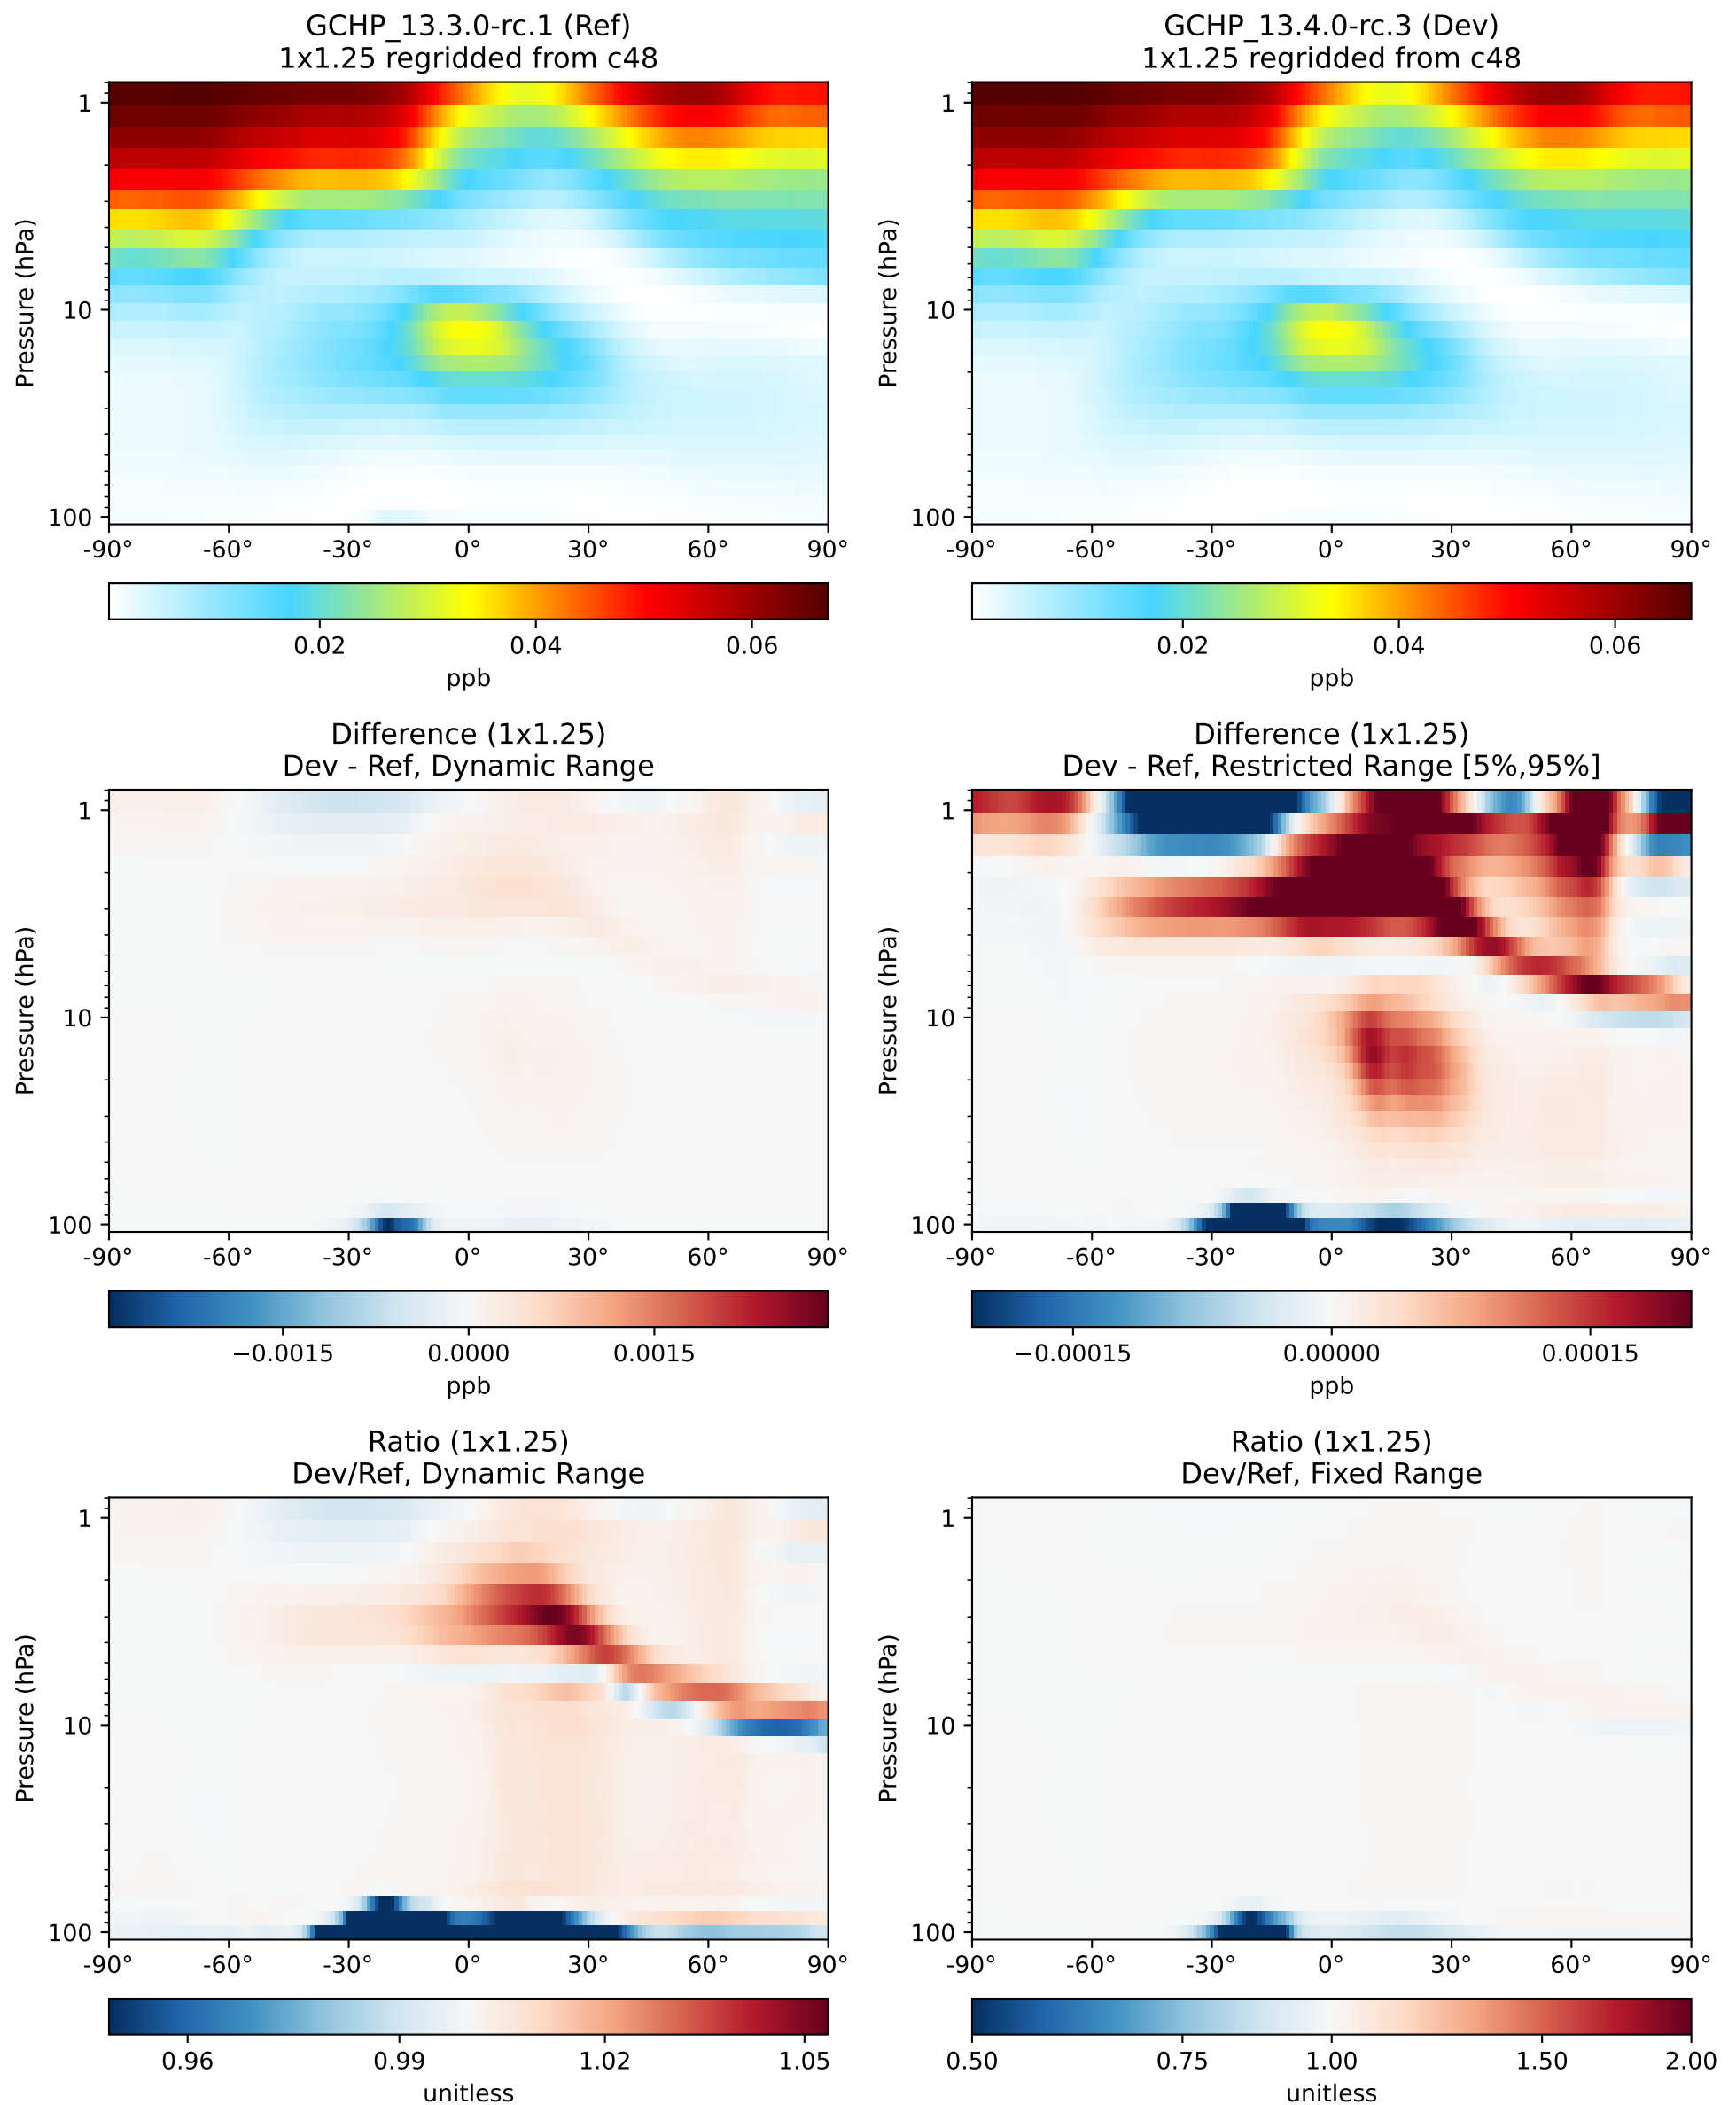 GCHP_13.3.0-rc.1 (Ref)
1x1.25 regridded from c48
Pressure (hPa)
1
10
100
-90° -60° -30° 0° 30° 60° 90°
0.02 0.04 0.06
ppb
GCHP_13.4.0-rc.3 (Dev)
1x1.25 regridded from c48
Pressure (hPa)
1
10
100
-90° -60° -30° 0° 30° 60° 90°
0.02 0.04 0.06
ppb
Difference (1x1.25)
Dev - Ref, Dynamic Range
Pressure (hPa)
1
10
100
-90° -60° -30° 0° 30° 60° 90°
−0.0015 0.0000 0.0015
ppb
Difference (1x1.25)
Dev - Ref, Restricted Range [5%,95%]
Pressure (hPa)
1
10
100
-90° -60° -30° 0° 30° 60° 90°
−0.00015 0.00000 0.00015
ppb
Ratio (1x1.25)
Dev/Ref, Dynamic Range
Pressure (hPa)
1
10
100
-90° -60° -30° 0° 30° 60° 90°
0.96 0.99 1.02 1.05
unitless
Ratio (1x1.25)
Dev/Ref, Fixed Range
Pressure (hPa)
1
10
100
-90° -60° -30° 0° 30° 60° 90°
0.50 0.75 1.00 1.50 2.00
unitless